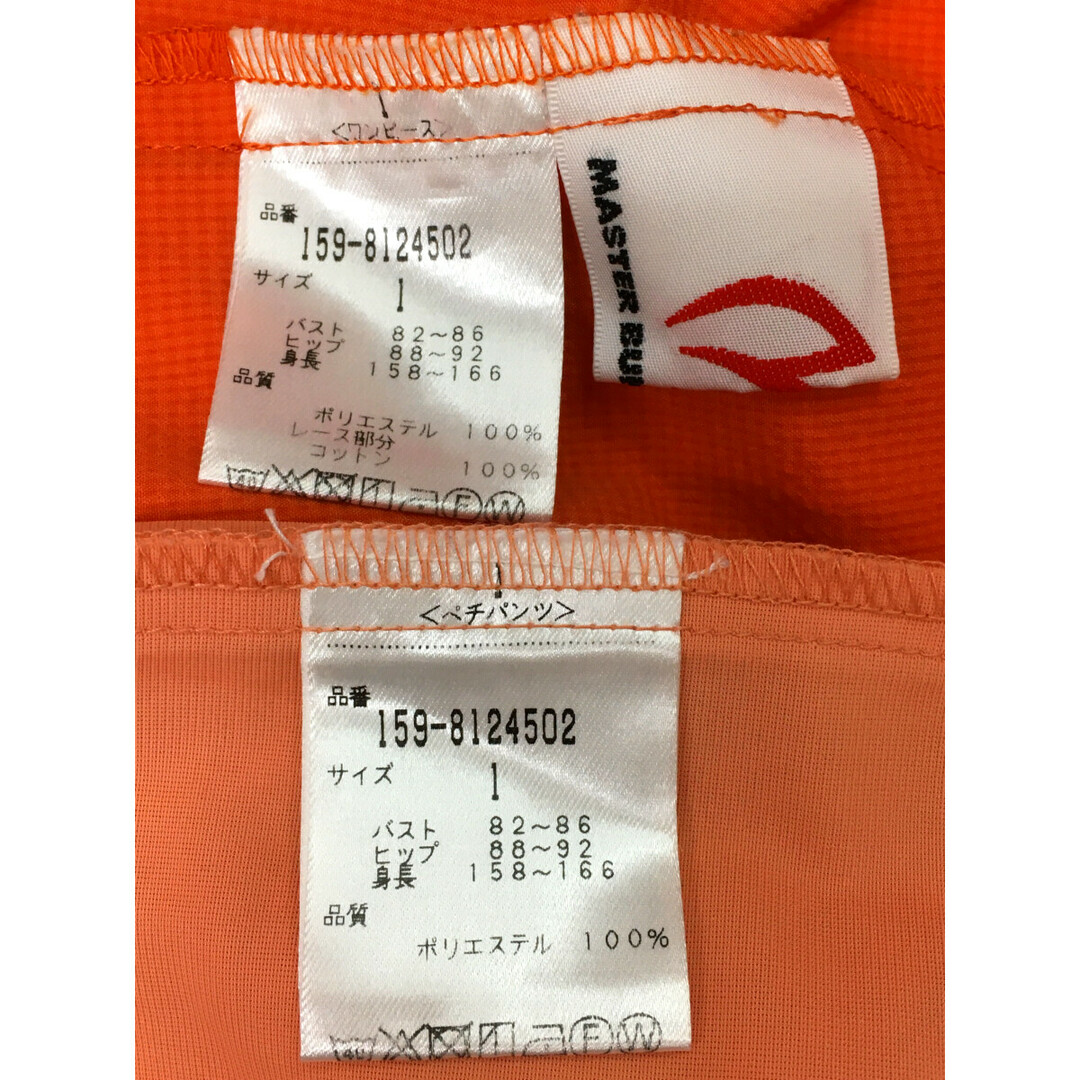 <ワンピース>
品番
159-8124502
サイズ 1
バスト 82~86
ヒップ 88~92
身長 158~166
品質
ポリエステル 100%
レース部分
コットン 100%
40 F W
MASTER BU
<ペチパンツ>
品番
159-8124502
サイズ 1
バスト 82~86
ヒップ 88~92
身長 158~166
品質
ポリエステル 100%
40 F W